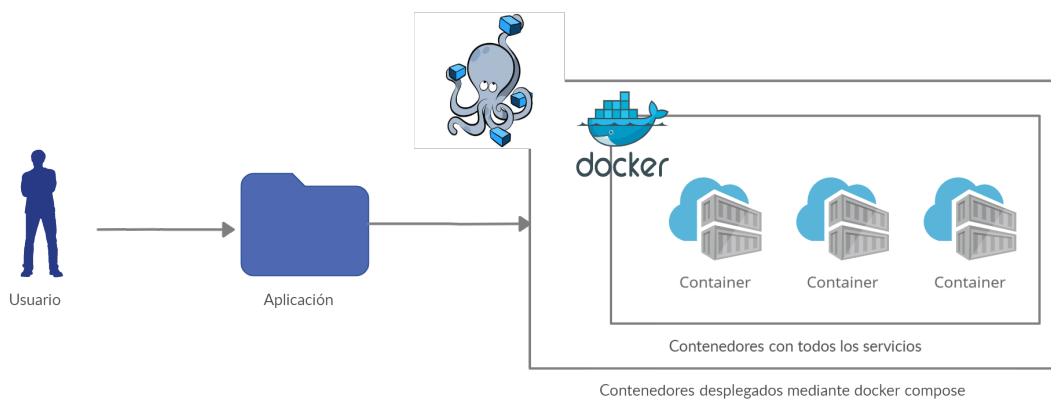 docker
Container
Container
Container
Usuario
Aplicación
Contenedores con todos los servicios
Contenedores desplegados mediante docker compose